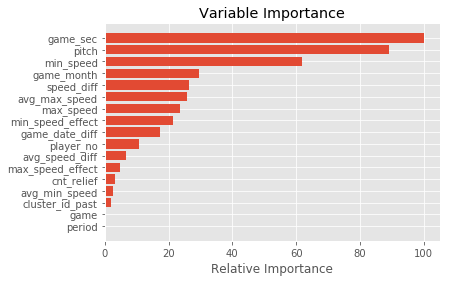 Variable Importance
game_sec
pitch
min_speed
game_month
speed_diff
avg_max_speed
max_speed
min_speed_effect
game_date_diff
player_no
avg_speed_diff
max_speed_effect
cnt_relief
avg_min_speed
cluster_id_past
game
period
0 20 40 60 80 100
Relative Importance